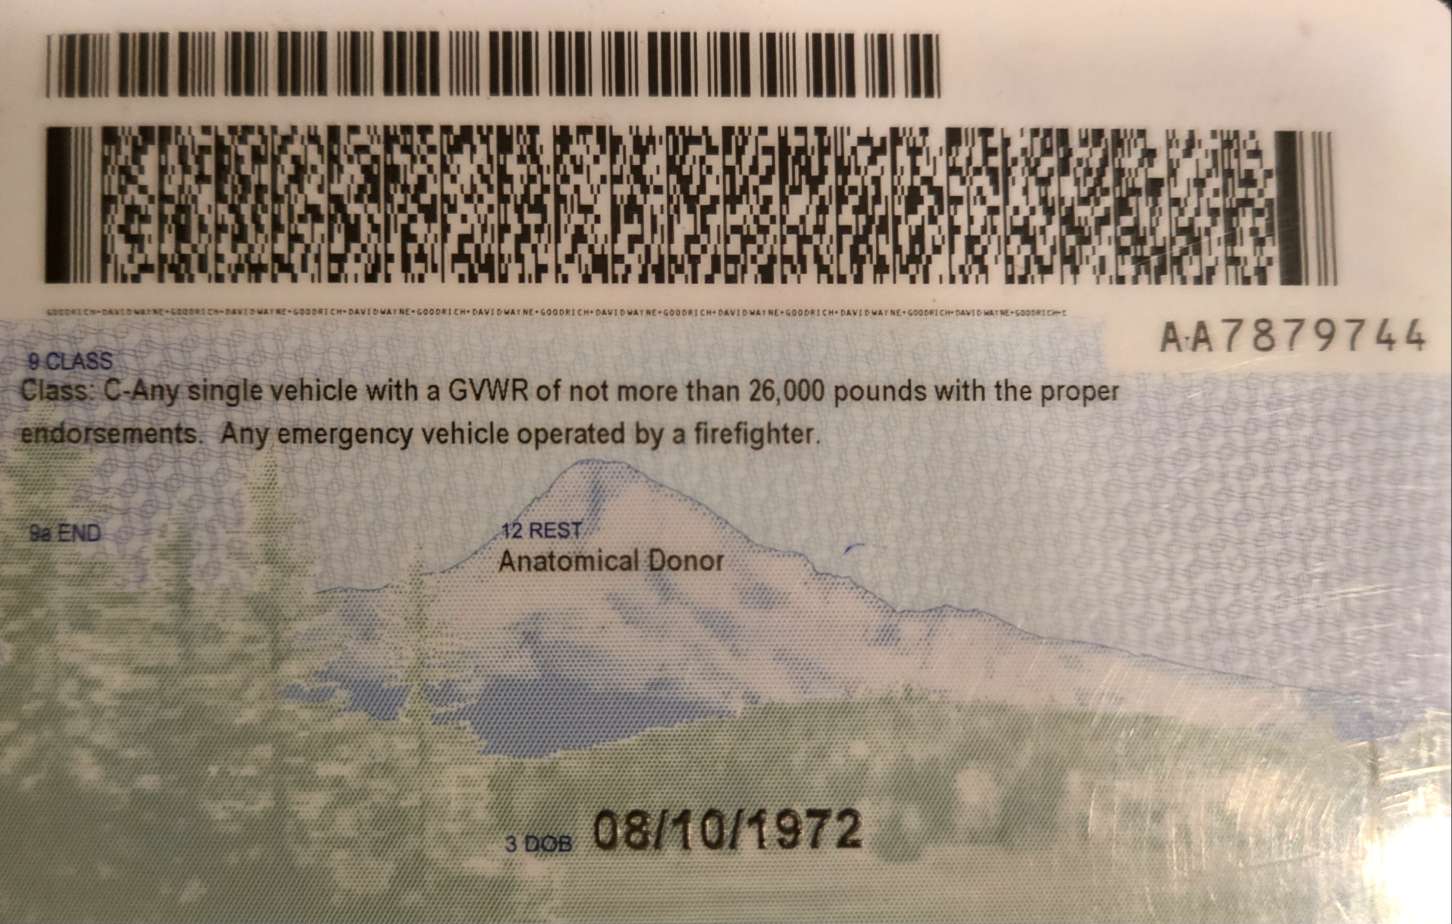 GOODRICH•DAVIDWAYNE•GOODRICH•DAVIDWAYNE•GOODRICH•DAVIDWAYNE•GOODRICH•DAVIDWAYNE•GOODRICH•DAVIDWAYNE•GOODRICH•DAVIDWAYNE•GOODRICH•DAVIDWAYNE•GOODRICH•DAVIDWAYNE•GOODRICH
AA7879744
9 CLASS
Class: C-Any single vehicle with a GVWR of not more than 26,000 pounds with the proper
endorsements. Any emergency vehicle operated by a firefighter.
9a END
12 REST
Anatomical Donor
3 DOB 08/10/1972